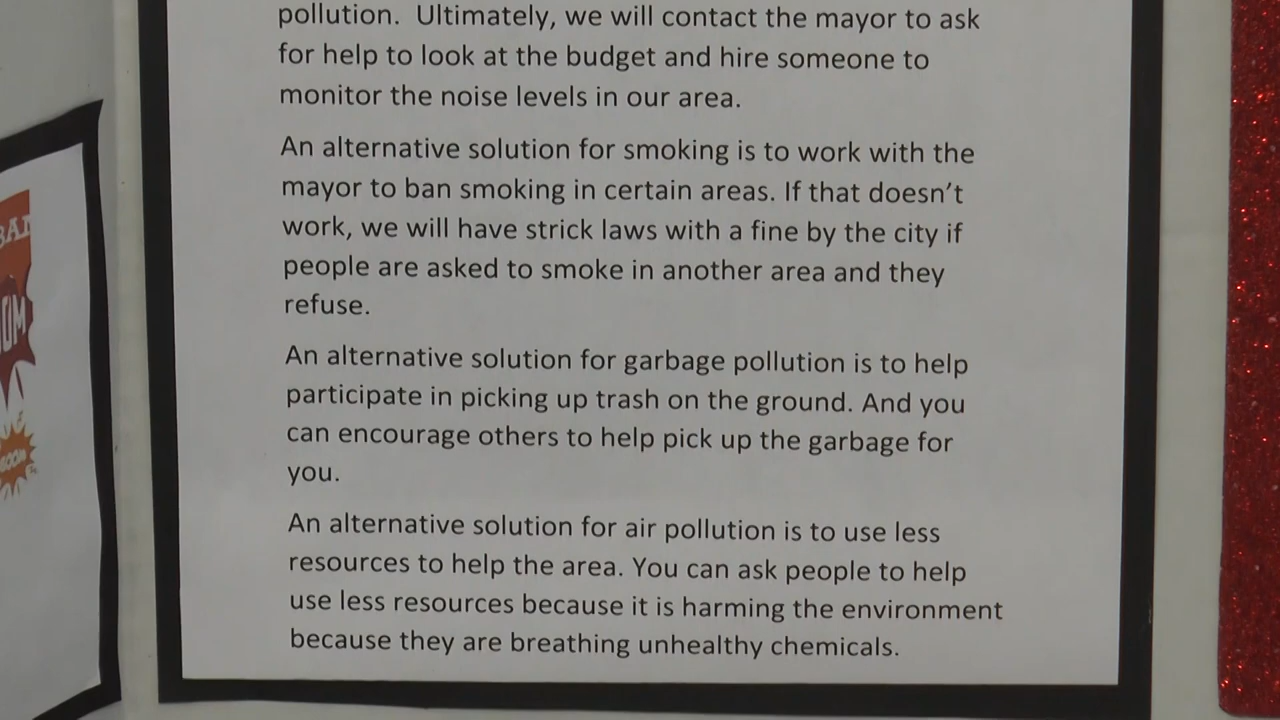 pollution.  Ultimately, we will contact the mayor to ask
for help to look at the budget and hire someone to
monitor the noise levels in our area.
An alternative solution for smoking is to work with the
mayor to ban smoking in certain areas. If that doesn’t
work, we will have strick laws with a fine by the city if
people are asked to smoke in another area and they
refuse.
An alternative solution for garbage pollution is to help
participate in picking up trash on the ground. And you
can encourage others to help pick up the garbage for
you.
An alternative solution for air pollution is to use less
resources to help the area. You can ask people to help
use less resources because it is harming the environment
because they are breathing unhealthy chemicals.